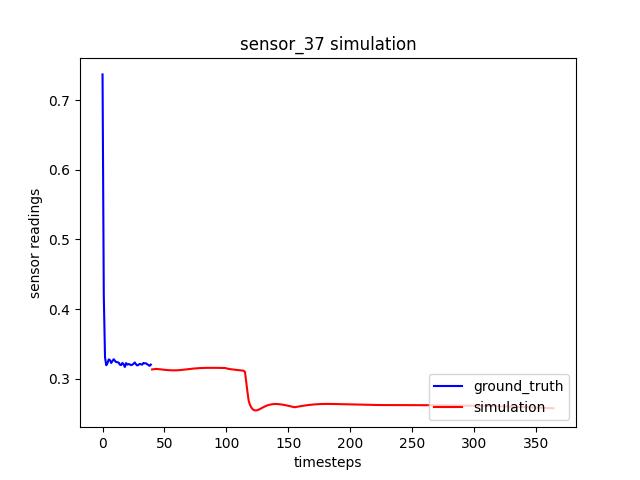 sensor_37 simulation
sensor readings
0.7
0.6
0.5
0.4
0.3
0 50 100 150 200 250 300 350
timesteps
ground_truth
simulation